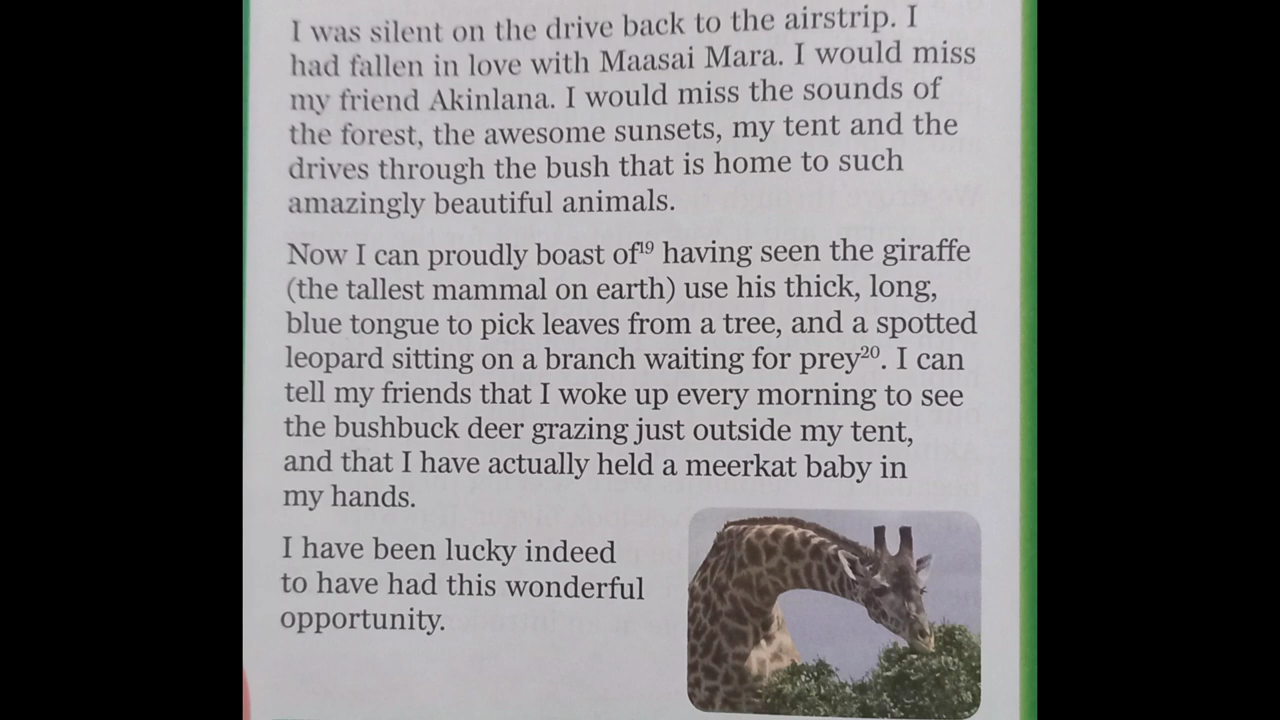 I was silent on the drive back to the airstrip. I
had fallen in love with Maasai Mara. I would miss
my friend Akinlana. I would miss the sounds of
the forest, the awesome sunsets, my tent and the
drives through the bush that is home to such
amazingly beautiful animals.
Now I can proudly boast of¹⁹ having seen the giraffe
(the tallest mammal on earth) use his thick, long,
blue tongue to pick leaves from a tree, and a spotted
leopard sitting on a branch waiting for prey²⁰. I can
tell my friends that I woke up every morning to see
the bushbuck deer grazing just outside my tent,
and that I have actually held a meerkat baby in
my hands.
I have been lucky indeed
to have had this wonderful
opportunity.